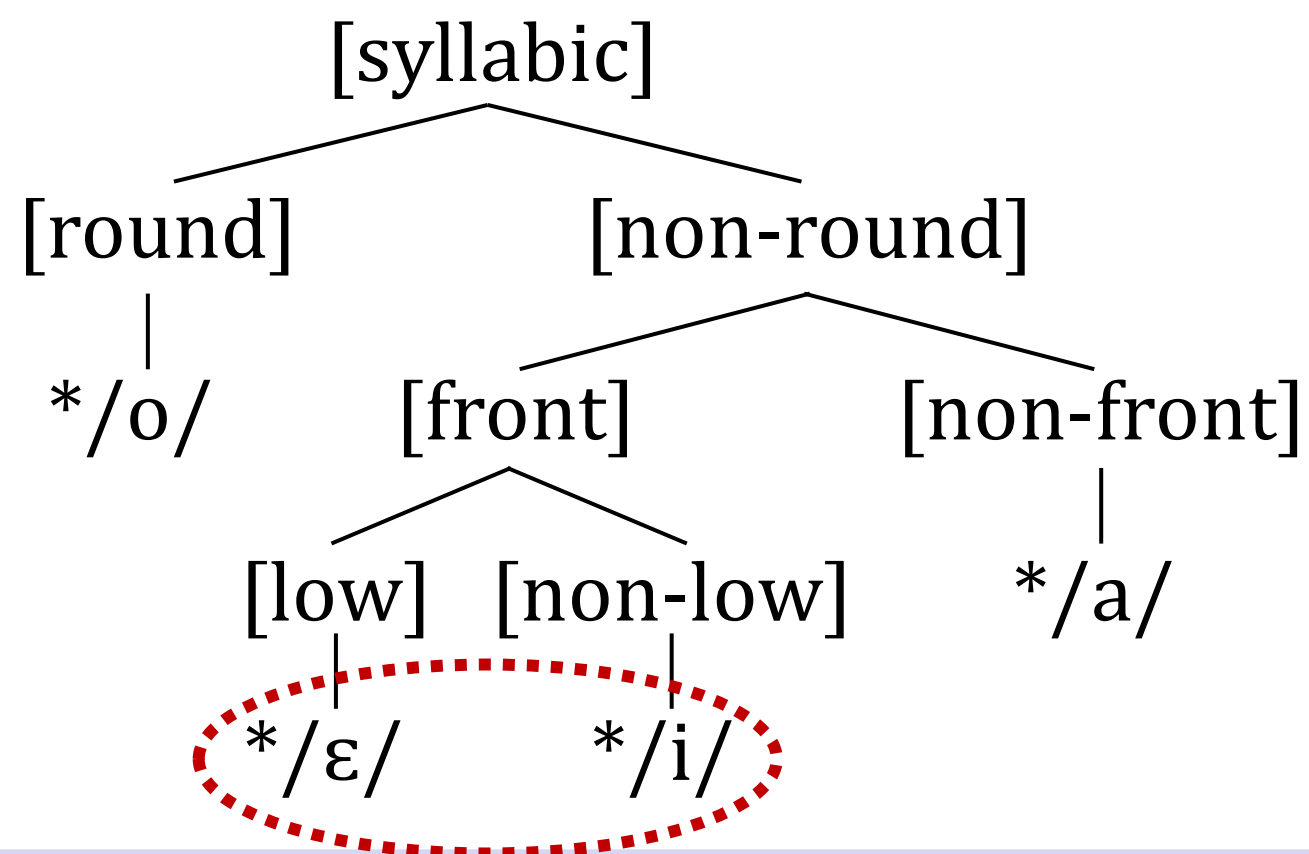 [syllabic]
[round] [non-round]
*/o/ [front] [non-front]
[low] [non-low] */a/
*/ɛ/ */i/